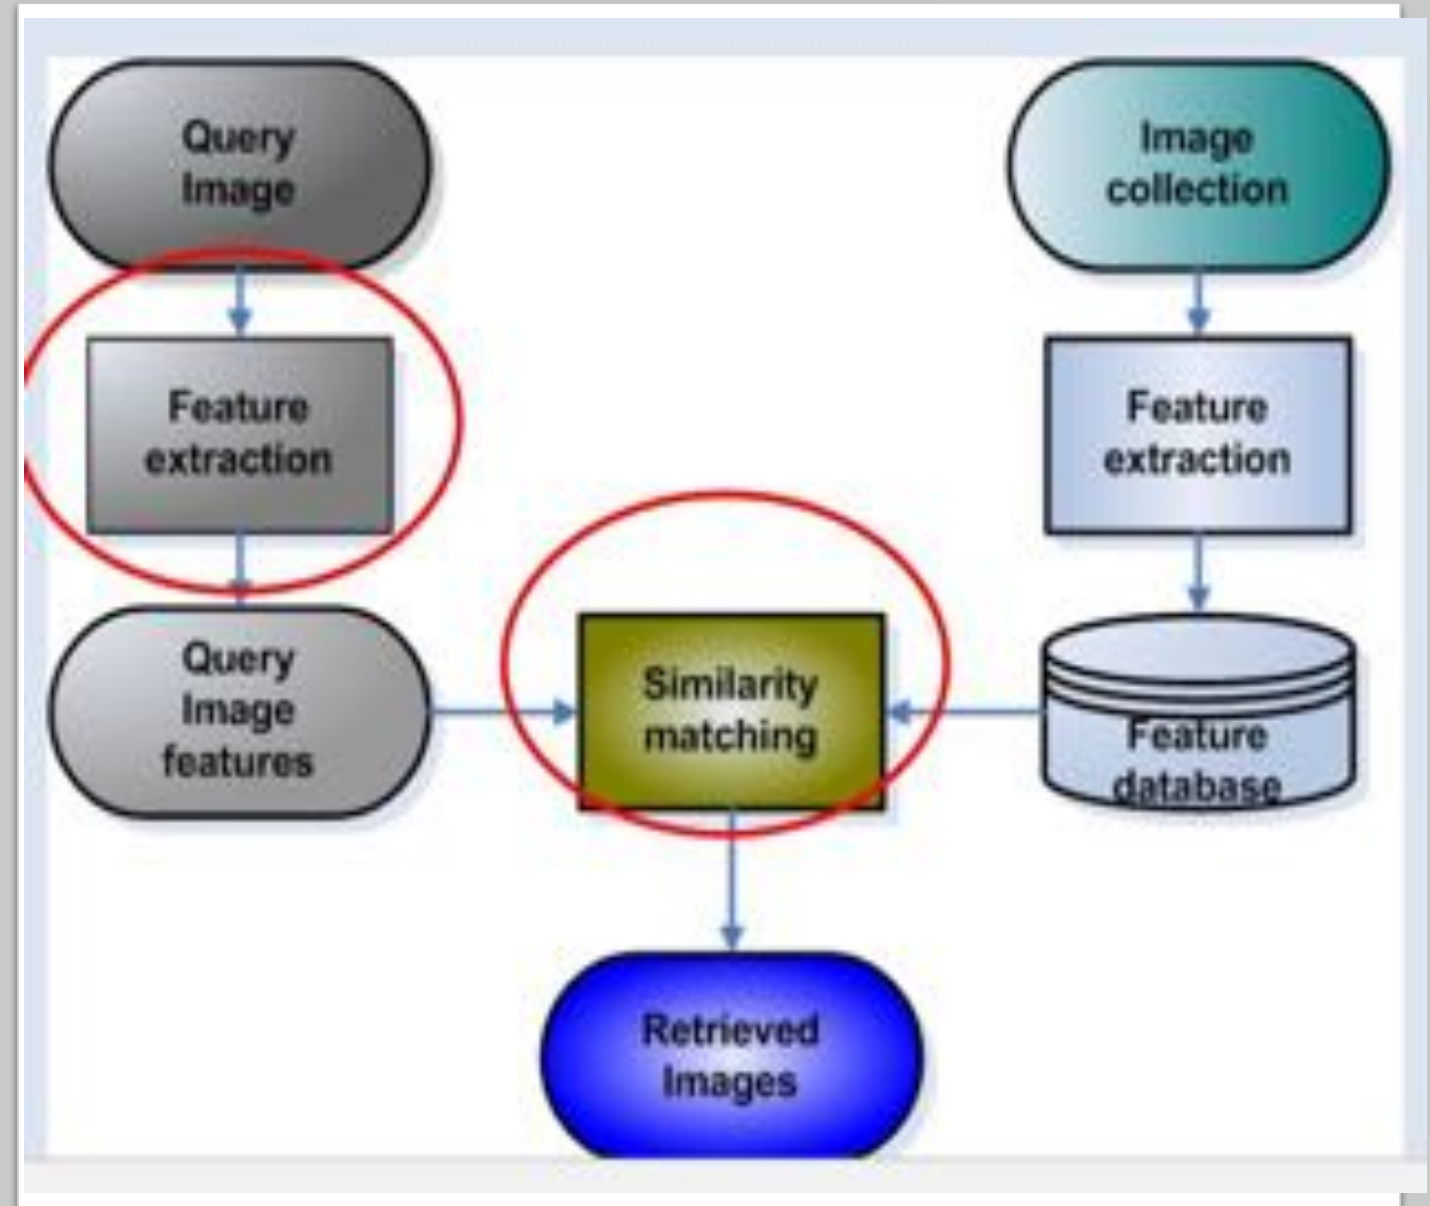 Query
Image
Image
collection
Feature
extraction
Feature
extraction
Query
Image
features
Similarity
matching
Feature
database
Retrieved
Images